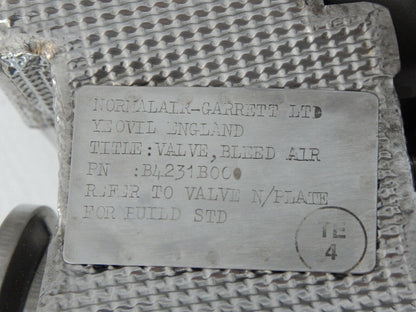 NORMALAIR-GARRETT LTD
YEOVIL ENGLAND
TITLE:VALVE,BLEED AIR
PN :B4231B000
REFER TO VALVE N/PLATE
FOR BUILD STD
TE
4